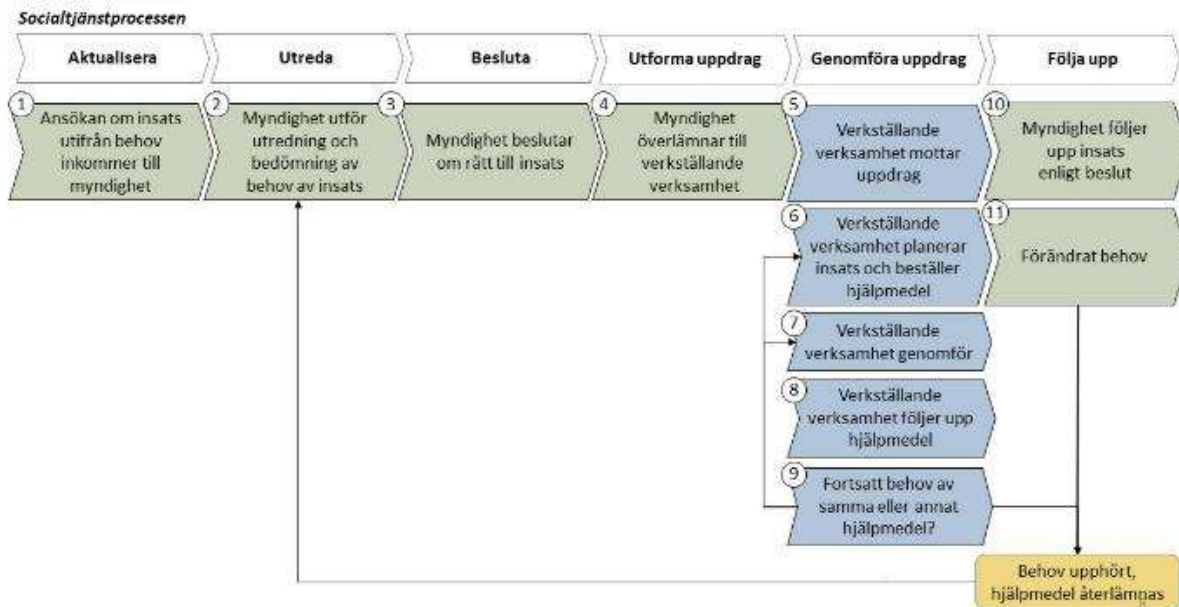 Socialtjänstprocessen
Aktualisera
Utreda
Besluta
Utforma uppdrag
Genomföra uppdrag
Följa upp
1
Ansökan om insats
utifrån behov
inkommer till
myndighet
2
Myndighet utför
utredning och
bedömning av
behov av insats
3
Myndighet beslutar
om rätt till insats
4
Myndighet
överlämnar till
verkställande
verksamhet
5
Verkställande
verksamhet mottar
uppdrag
10
Myndighet följer
upp insats
enligt beslut
6
Verkställande
verksamhet planerar
insats och beställer
hjälpmedel
11
Förändrat behov
7
Verkställande
verksamhet genomför
8
Verkställande
verksamhet följer upp
hjälpmedel
9
Fortsatt behov av
samma eller annat
hjälpmedel?
Behov upphört,
hjälpmedel återlämnas